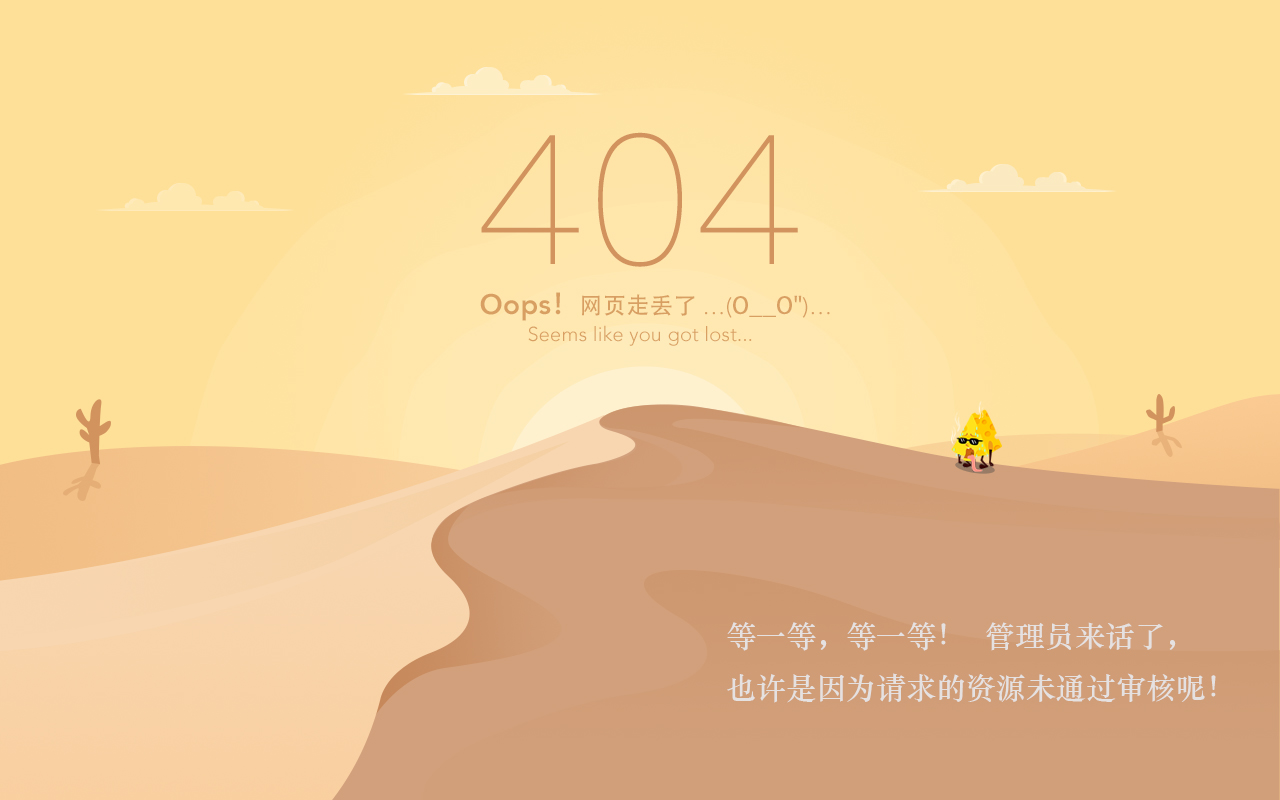 404
Oops! 网页走丢了 ...(O__O")...
Seems like you got lost...
等一等，等一等！ 管理员来话了，
也许是因为请求的资源未通过审核呢！